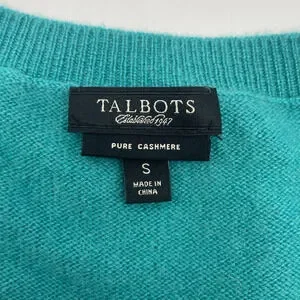 TALBOTS
Established 1947
PURE CASHMERE
S
MADE IN
CHINA